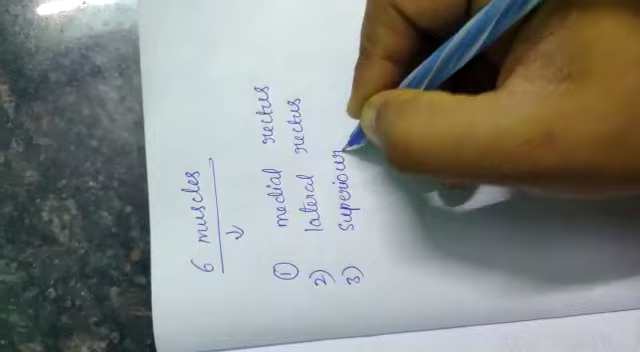 6 muscles
↓
① medial rectus
2) lateral rectus
3) superiour